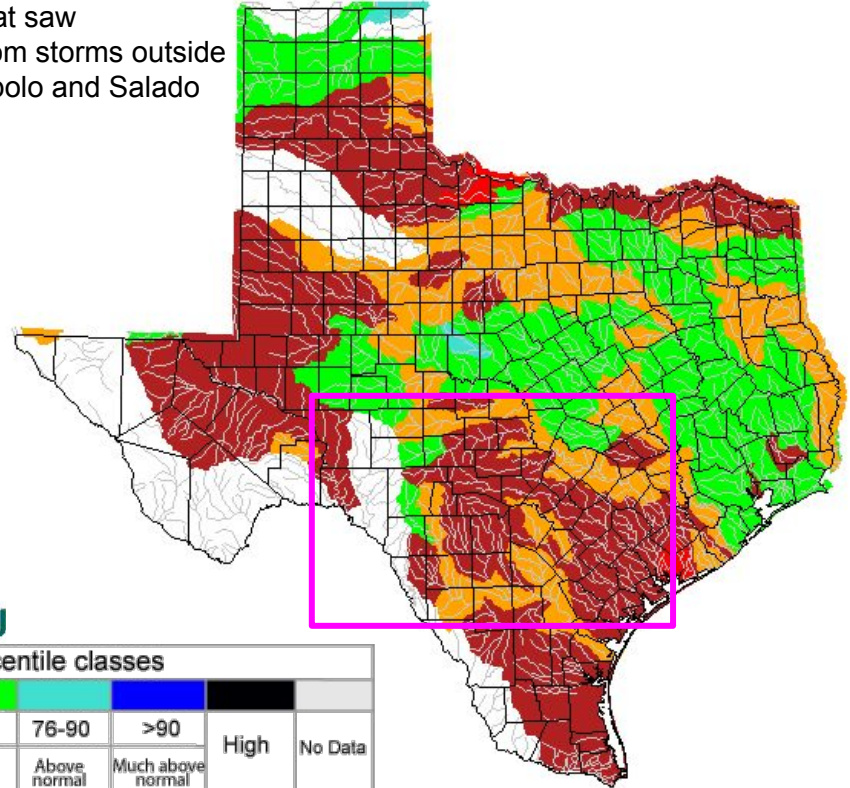 at saw
om storms outside
olo and Salado
centile classes
76-90
>90
High
No Data
Above
normal
Much above
normal